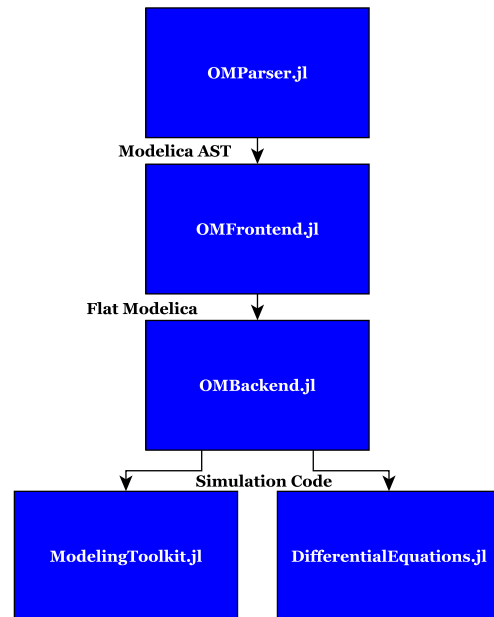 OMParser.jl
Modelica AST
OMFrontend.jl
Flat Modelica
OMBackend.jl
Simulation Code
ModelingToolkit.jl
DifferentialEquations.jl